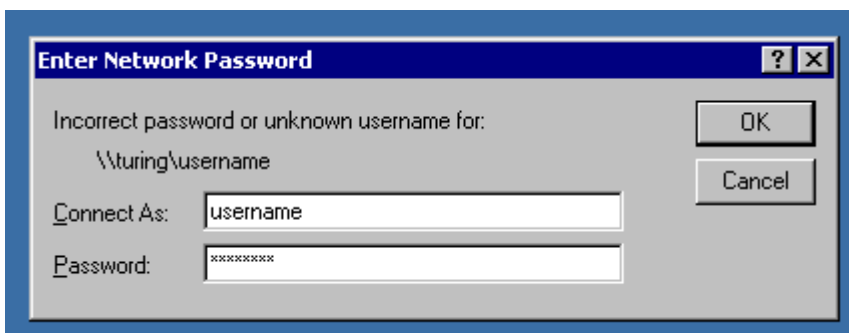 Enter Network Password
? X
Incorrect password or unknown username for:
OK
\\turing\username
Cancel
Connect As: username
Password: ********